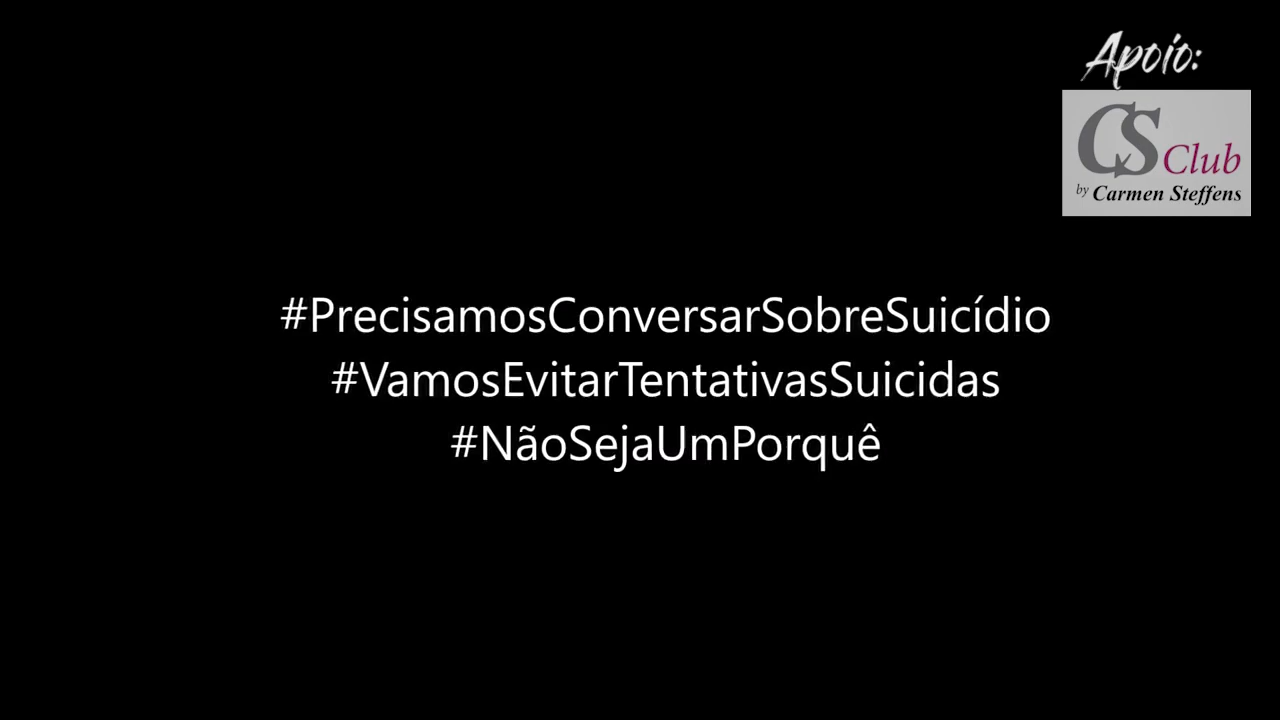 Apoio:
CS Club
by Carmen Steffens
#PrecisamosConversarSobreSuicídio
#VamosEvitarTentativasSuicidas
#NãoSejaUmPorquê